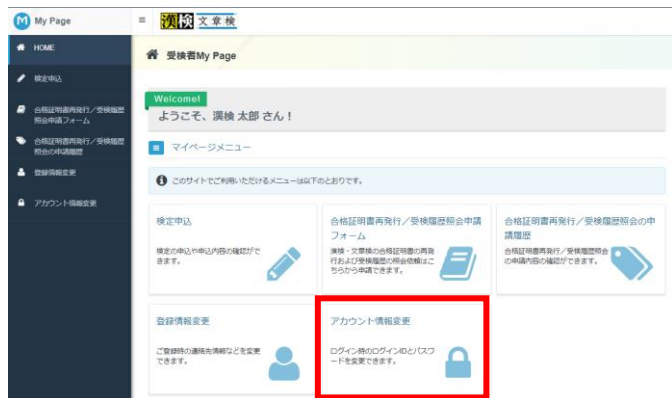 My Page
漢検 文章検
HOME
受検者My Page
検定申込
合格証明書再発行／受検履歴
照会申請フォーム
合格証明書再発行／受検履歴
照会の申請履歴
登録情報変更
アカウント情報変更
Welcome!
ようこそ、漢検 太郎 さん！
マイページメニュー
このサイトでご利用いただけるメニューは以下のとおりです。
検定申込
検定の申込や申込内容の確認がで
きます。
合格証明書再発行／受検履歴照会申請
フォーム
漢検・文章検の合格証明書の再発
行および受検履歴の照会依頼はこ
ちらから申請できます。
合格証明書再発行／受検履歴照会の申
請履歴
合格証明書再発行／受検履歴照会
の申請内容の確認ができます。
登録情報変更
ご登録時の連絡先情報などを変更
できます。
アカウント情報変更
ログイン時のログインIDとパスワ
ードを変更できます。